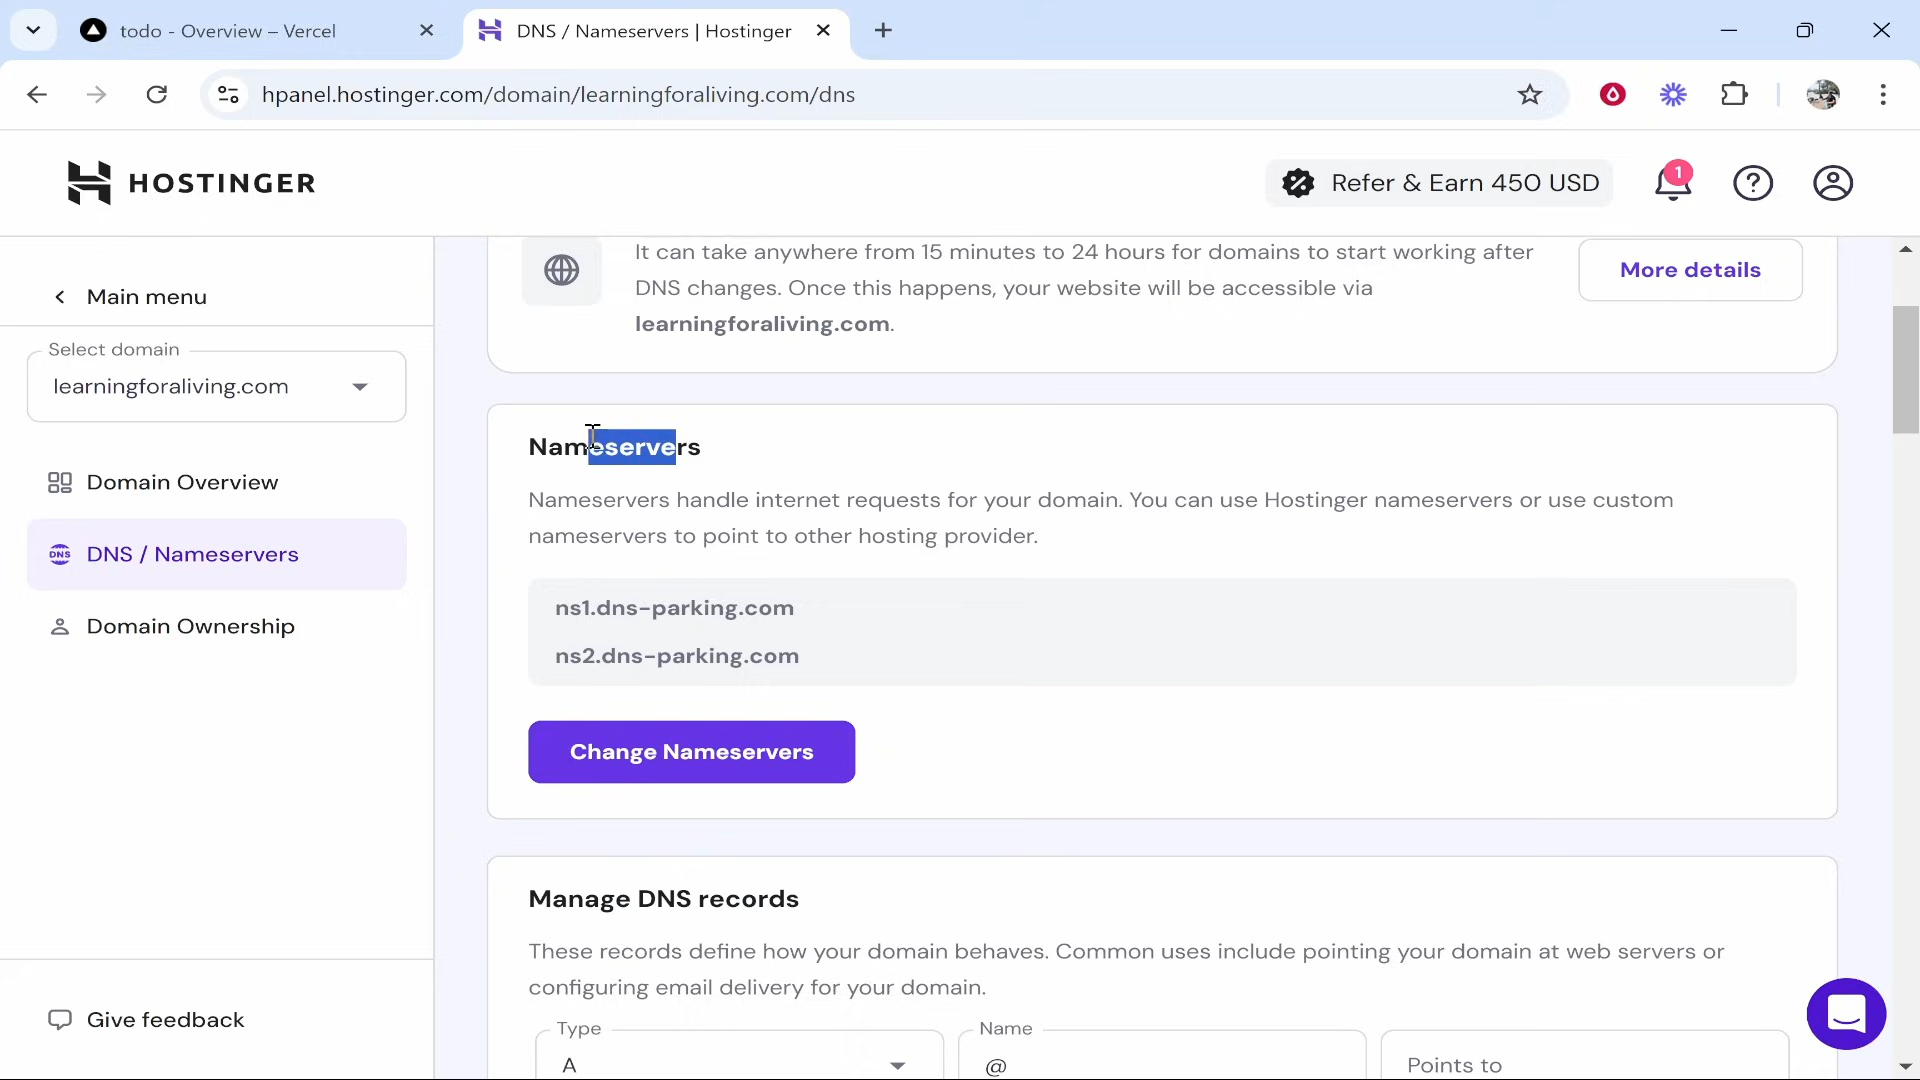 todo - Overview – Vercel
DNS / Nameservers | Hostinger
hpanel.hostinger.com/domain/learningforaliving.com/dns
HOSTINGER
Refer & Earn 450 USD
1
Main menu
Select domain
learningforaliving.com
Domain Overview
DNS
DNS / Nameservers
Domain Ownership
Give feedback
It can take anywhere from 15 minutes to 24 hours for domains to start working after
DNS changes. Once this happens, your website will be accessible via
learningforaliving.com.
More details
Nameservers
Nameservers handle internet requests for your domain. You can use Hostinger nameservers or use custom
nameservers to point to other hosting provider.
ns1.dns-parking.com
ns2.dns-parking.com
Change Nameservers
Manage DNS records
These records define how your domain behaves. Common uses include pointing your domain at web servers or
configuring email delivery for your domain.
Type
A
Name
@
Points to